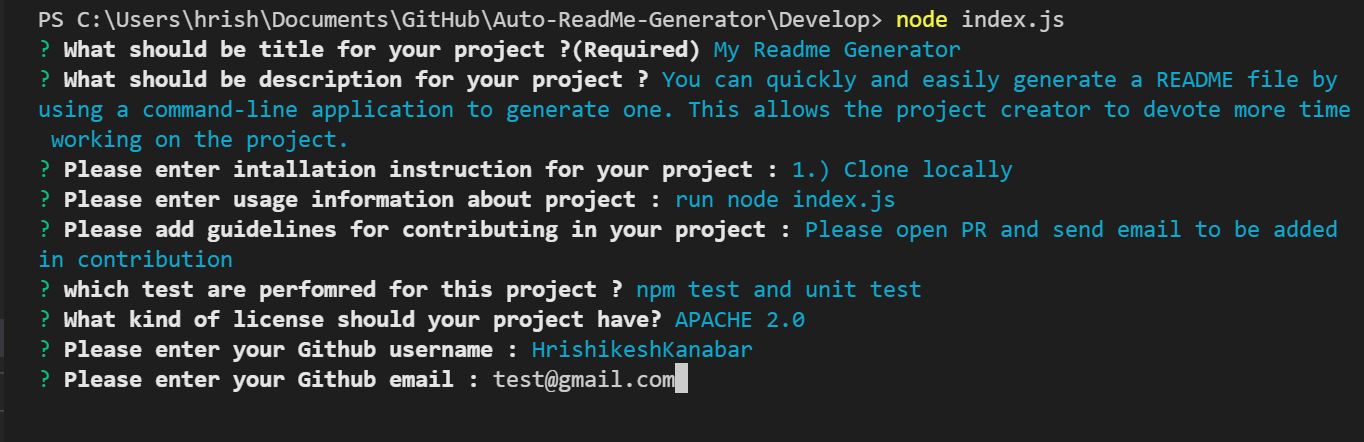 PS C:\Users\hrish\Documents\GitHub\Auto-ReadMe-Generator\Develop> node index.js
? What should be title for your project ?(Required) My Readme Generator
? What should be description for your project ? You can quickly and easily generate a README file by
using a command-line application to generate one. This allows the project creator to devote more time
working on the project.
? Please enter intallation instruction for your project : 1.) Clone locally
? Please enter usage information about project : run node index.js
? Please add guidelines for contributing in your project : Please open PR and send email to be added
in contribution
? which test are perfomred for this project ? npm test and unit test
? What kind of license should your project have? APACHE 2.0
? Please enter your Github username : HrishikeshKanabar
? Please enter your Github email : test@gmail.com